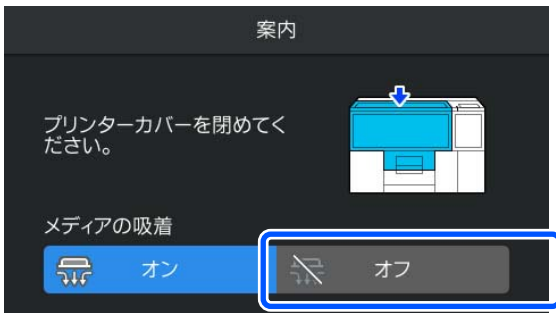 案内
プリンターカバーを閉めてく
ださい。
メディアの吸着
オン
オフ